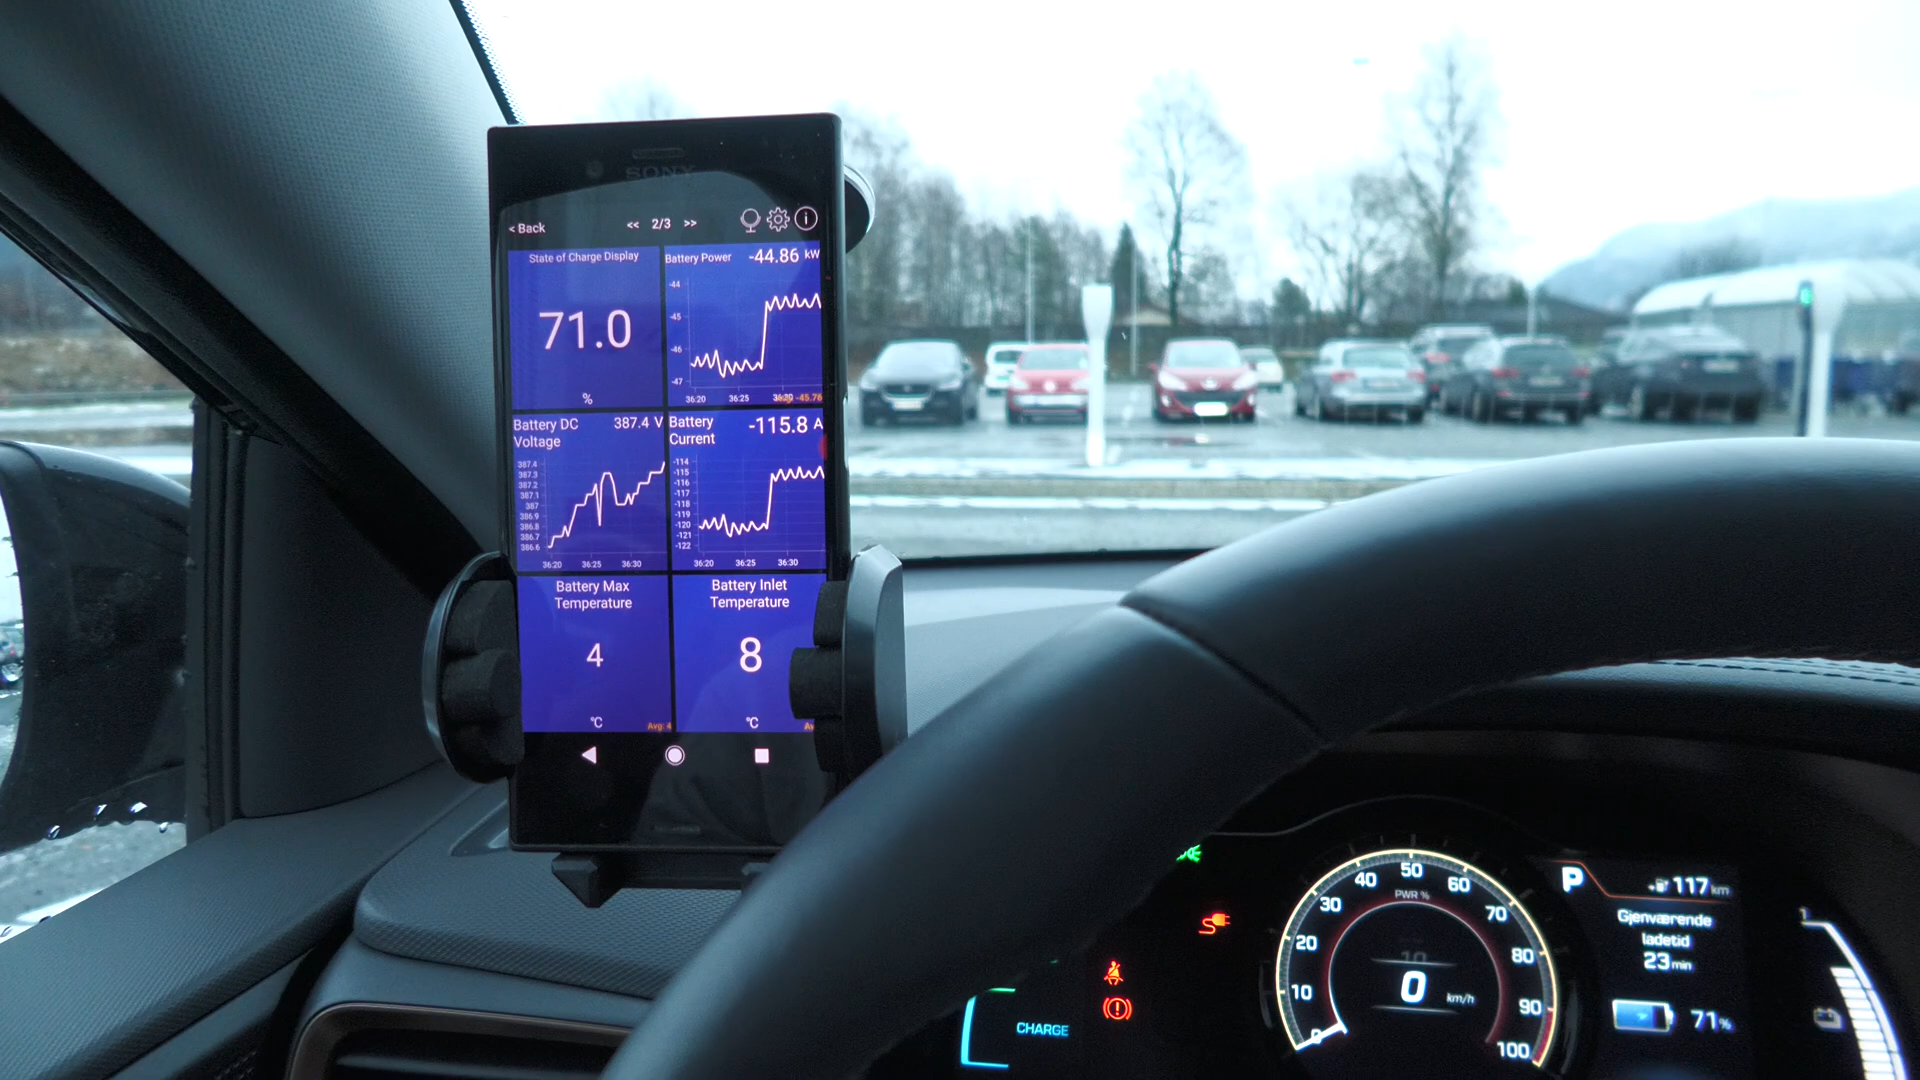 SONY
< Back
<< 2/3 >>
State of Charge Display
71.0
%
Battery Power -44.86 kW
-44
-45
-46
-47
36:20 36:25 36:30
-45.76
Battery DC
Voltage
387.4 V
387.4
387.3
387.2
387.1
387
386.9
386.8
386.7
386.6
36:20 36:25 36:30
Battery
Current
-115.8 A
-114
-115
-116
-117
-118
-119
-120
-121
-122
36:20 36:25 36:30
Battery Max
Temperature
4
°C
Avg: 4
Battery Inlet
Temperature
8
°C
CHARGE
0
10
20
30
40
50
60
70
80
90
100
PWR %
0 km/h
P
117 km
Gjenværende
ladetid
23 min
71%
1